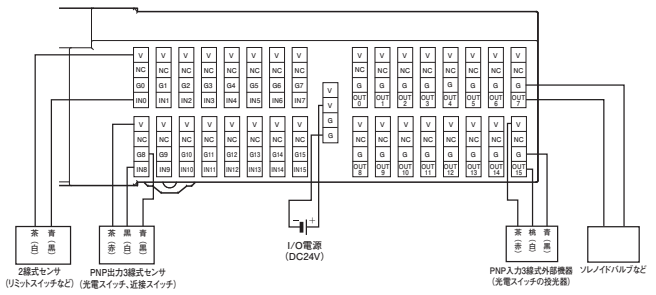 V V V V V V V V V V V V V V V V
NC NC NC NC NC NC NC NC NC NC NC NC NC NC NC NC
G0 G1 G2 G3 G4 G5 G6 G7 G G G G G G G G
IN0 IN1 IN2 IN3 IN4 IN5 IN6 IN7 OUT 0 OUT 1 OUT 2 OUT 3 OUT 4 OUT 5 OUT 6 OUT 7
V
V
G
G
V V V V V V V V V V V V V V V V
NC NC NC NC NC NC NC NC NC NC NC NC NC NC NC NC
G8 G9 G10 G11 G12 G13 G14 G15 G G G G G G G G
IN8 IN9 IN10 IN11 IN12 IN13 IN14 IN15 OUT 8 OUT 9 OUT 10 OUT 11 OUT 12 OUT 13 OUT 14 OUT 15
茶(白) 青(黒)
2線式センサ
(リミットスイッチなど)
茶(赤) 黒(白) 青(黒)
PNP出力3線式センサ
(光電スイッチ、近接スイッチ)
- +
I/O電源
(DC24V)
茶(赤) 桃(白) 青(黒)
PNP入力3線式外部機器
(光電スイッチの投光器)
ソレノイドバルブなど